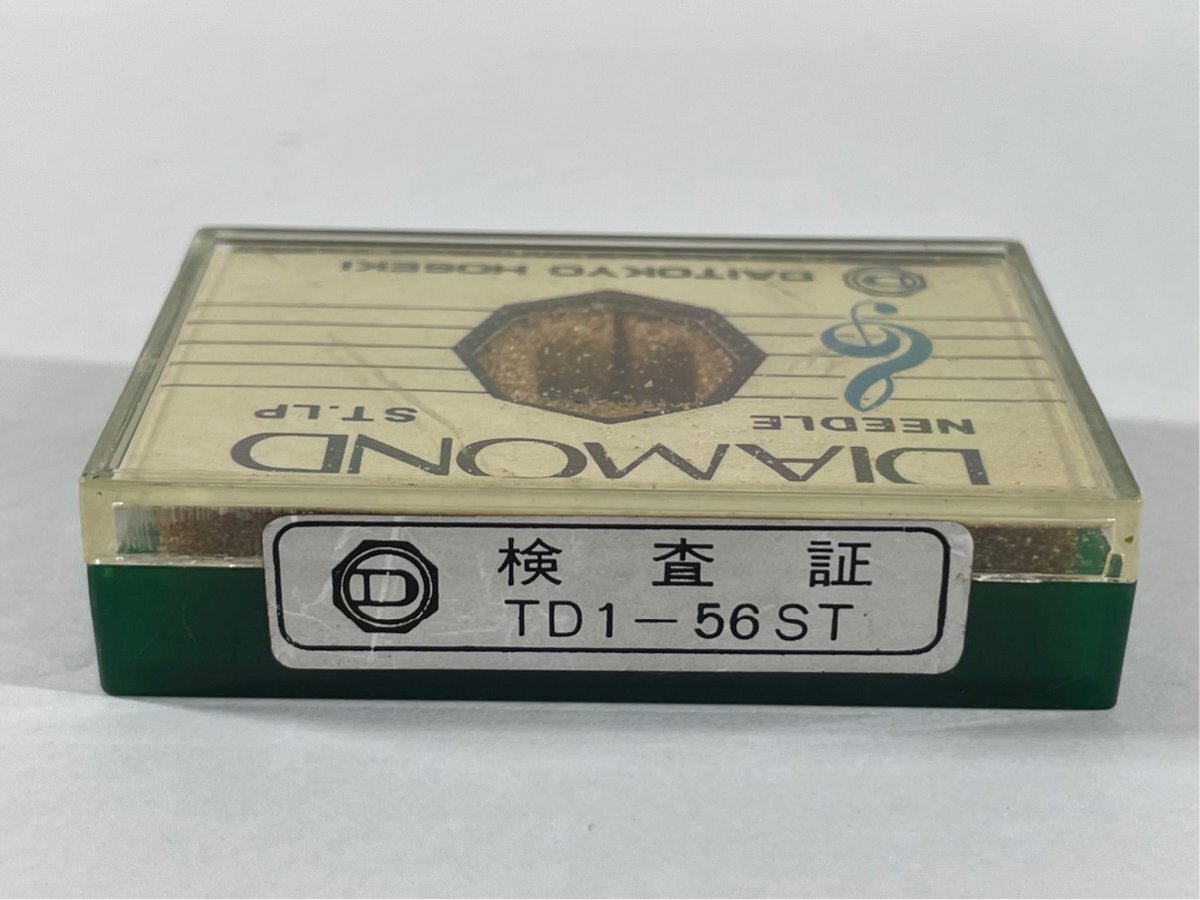 D DAITOKYO HOSEKI
NEEDLE ST.LP
DIAMOND
D
検査証
TD1-56ST